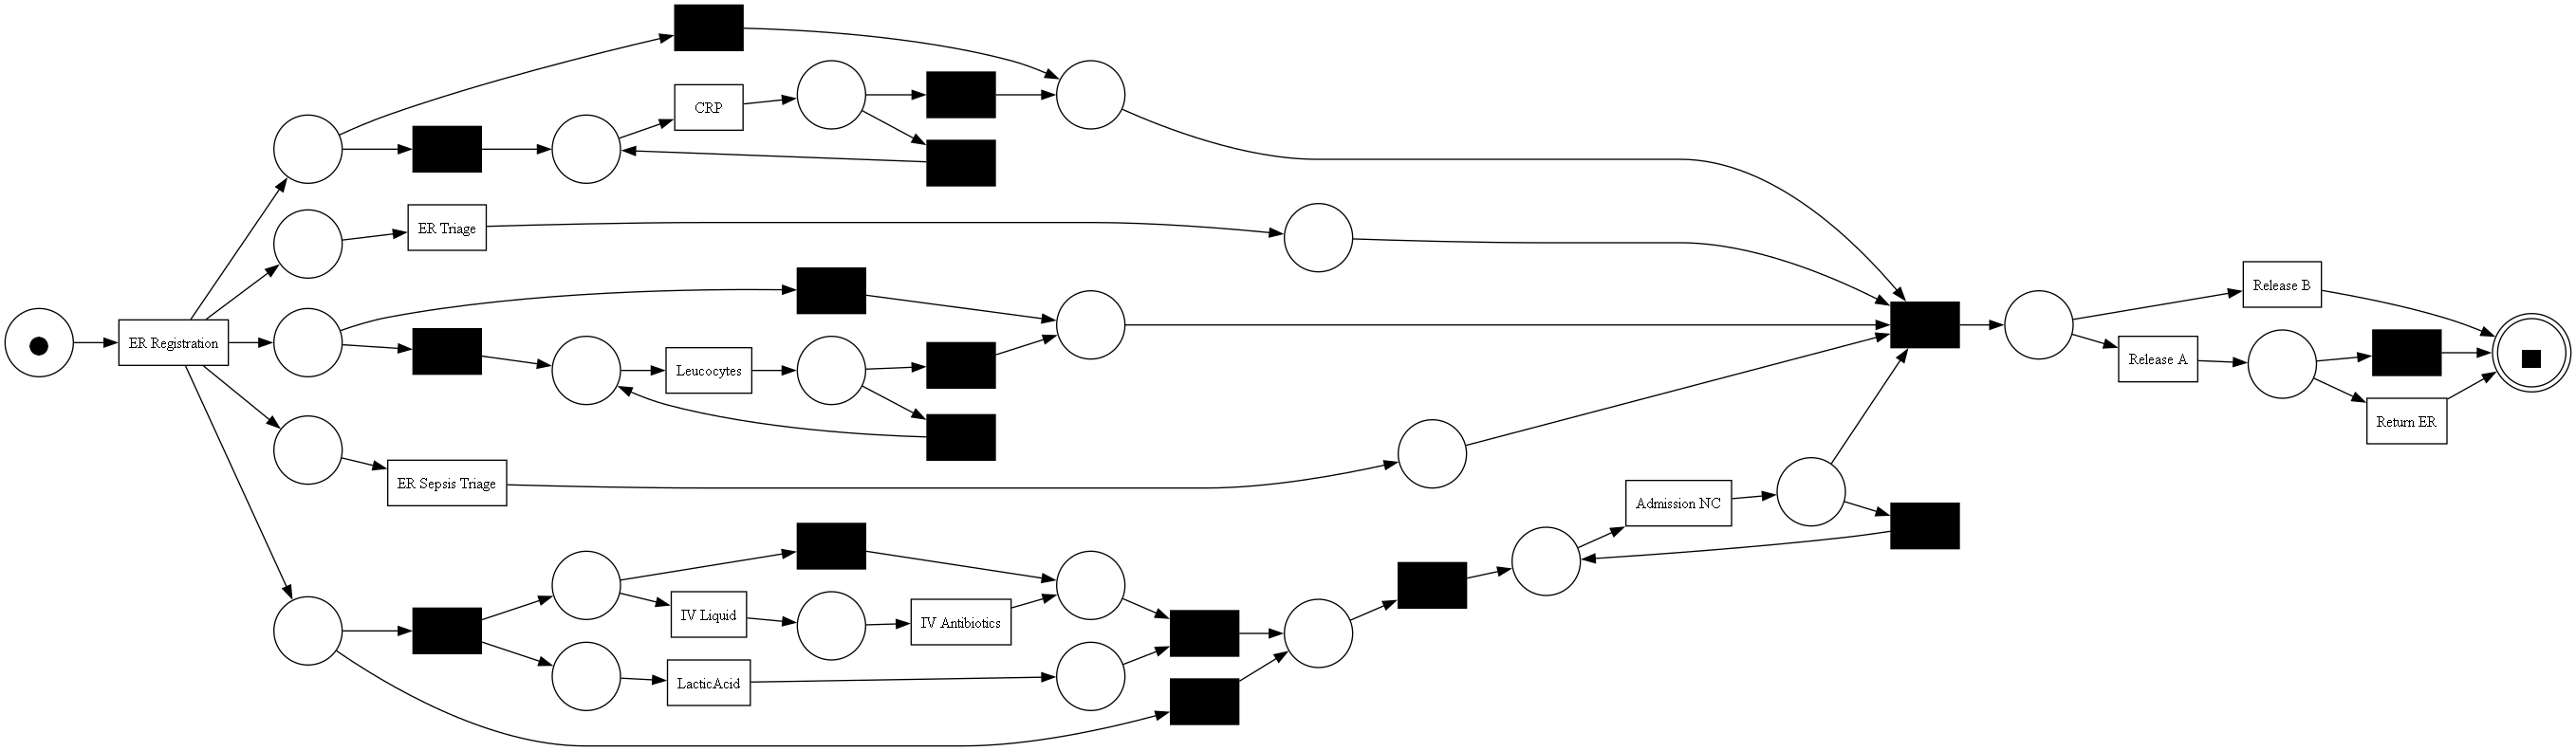 CRP
ER Triage
ER Registration
Leucocytes
ER Sepsis Triage
IV Liquid
IV Antibiotics
LacticAcid
Admission NC
Release B
Release A
Return ER